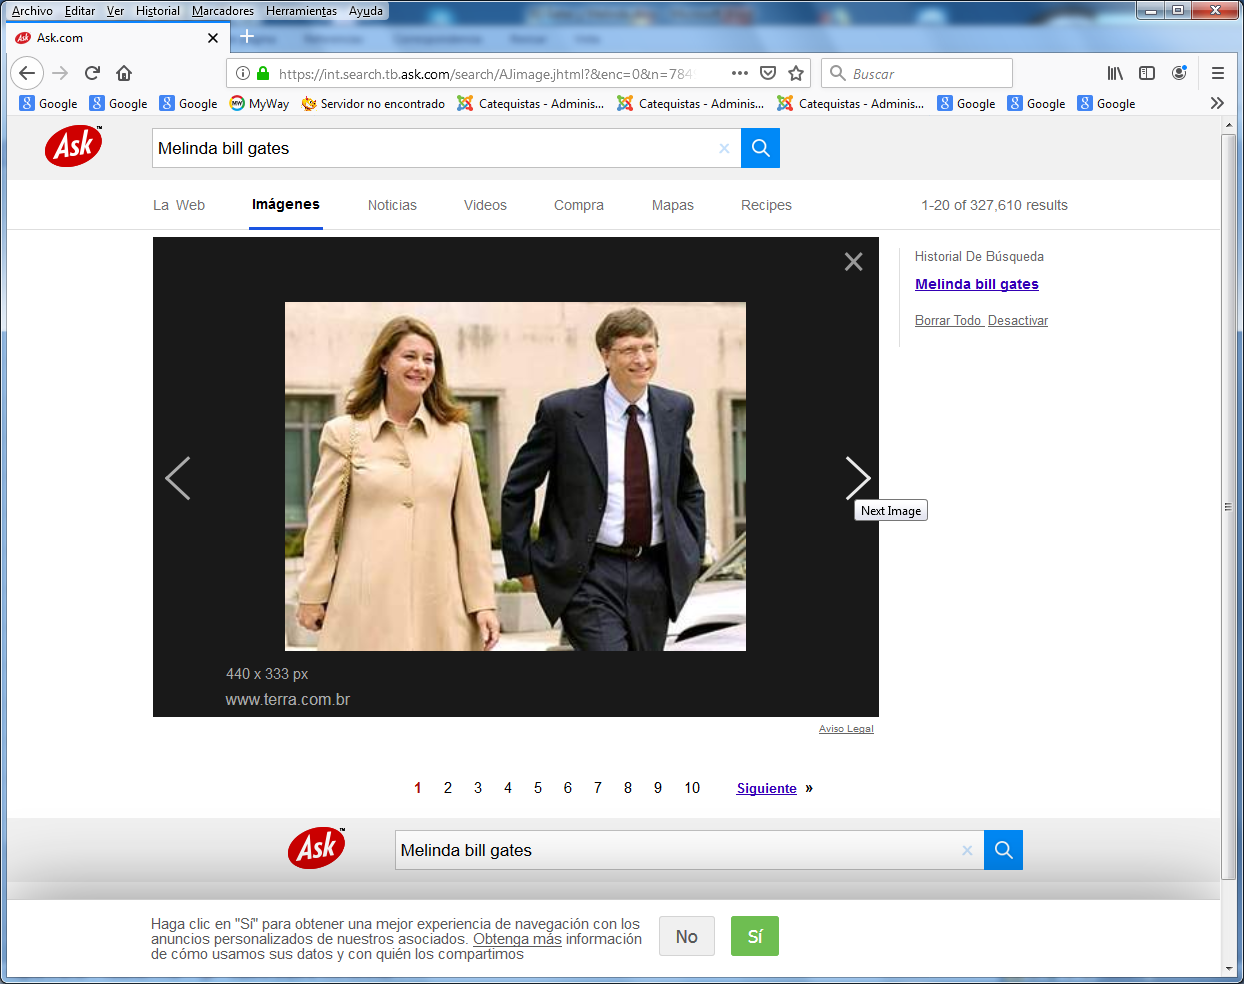 Archivo Editar Ver Historial Marcadores Herramientas Ayuda
Ask Ask.com
https://int.search.tb.ask.com/search/AJimage.jhtml?&enc=0&n=784
Buscar
Google Google Google MyWay Servidor no encontrado Catequistas - Adminis... Catequistas - Adminis... Catequistas - Adminis... Google Google Google
Ask Melinda bill gates
La Web Imágenes Noticias Videos Compra Mapas Recipes 1-20 of 327,610 results
Historial De Búsqueda
Melinda bill gates
Borrar Todo Desactivar
Next Image
440 x 333 px
www.terra.com.br
Aviso Legal
1 2 3 4 5 6 7 8 9 10 Siguiente »
Ask Melinda bill gates
Haga clic en "Sí" para obtener una mejor experiencia de navegación con los
anuncios personalizados de nuestros asociados. Obtenga más información
de cómo usamos sus datos y con quién los compartimos
No Sí